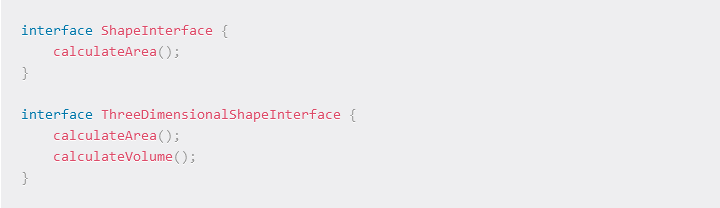 interface ShapeInterface {
    calculateArea();
}

interface ThreeDimensionalShapeInterface {
    calculateArea();
    calculateVolume();
}